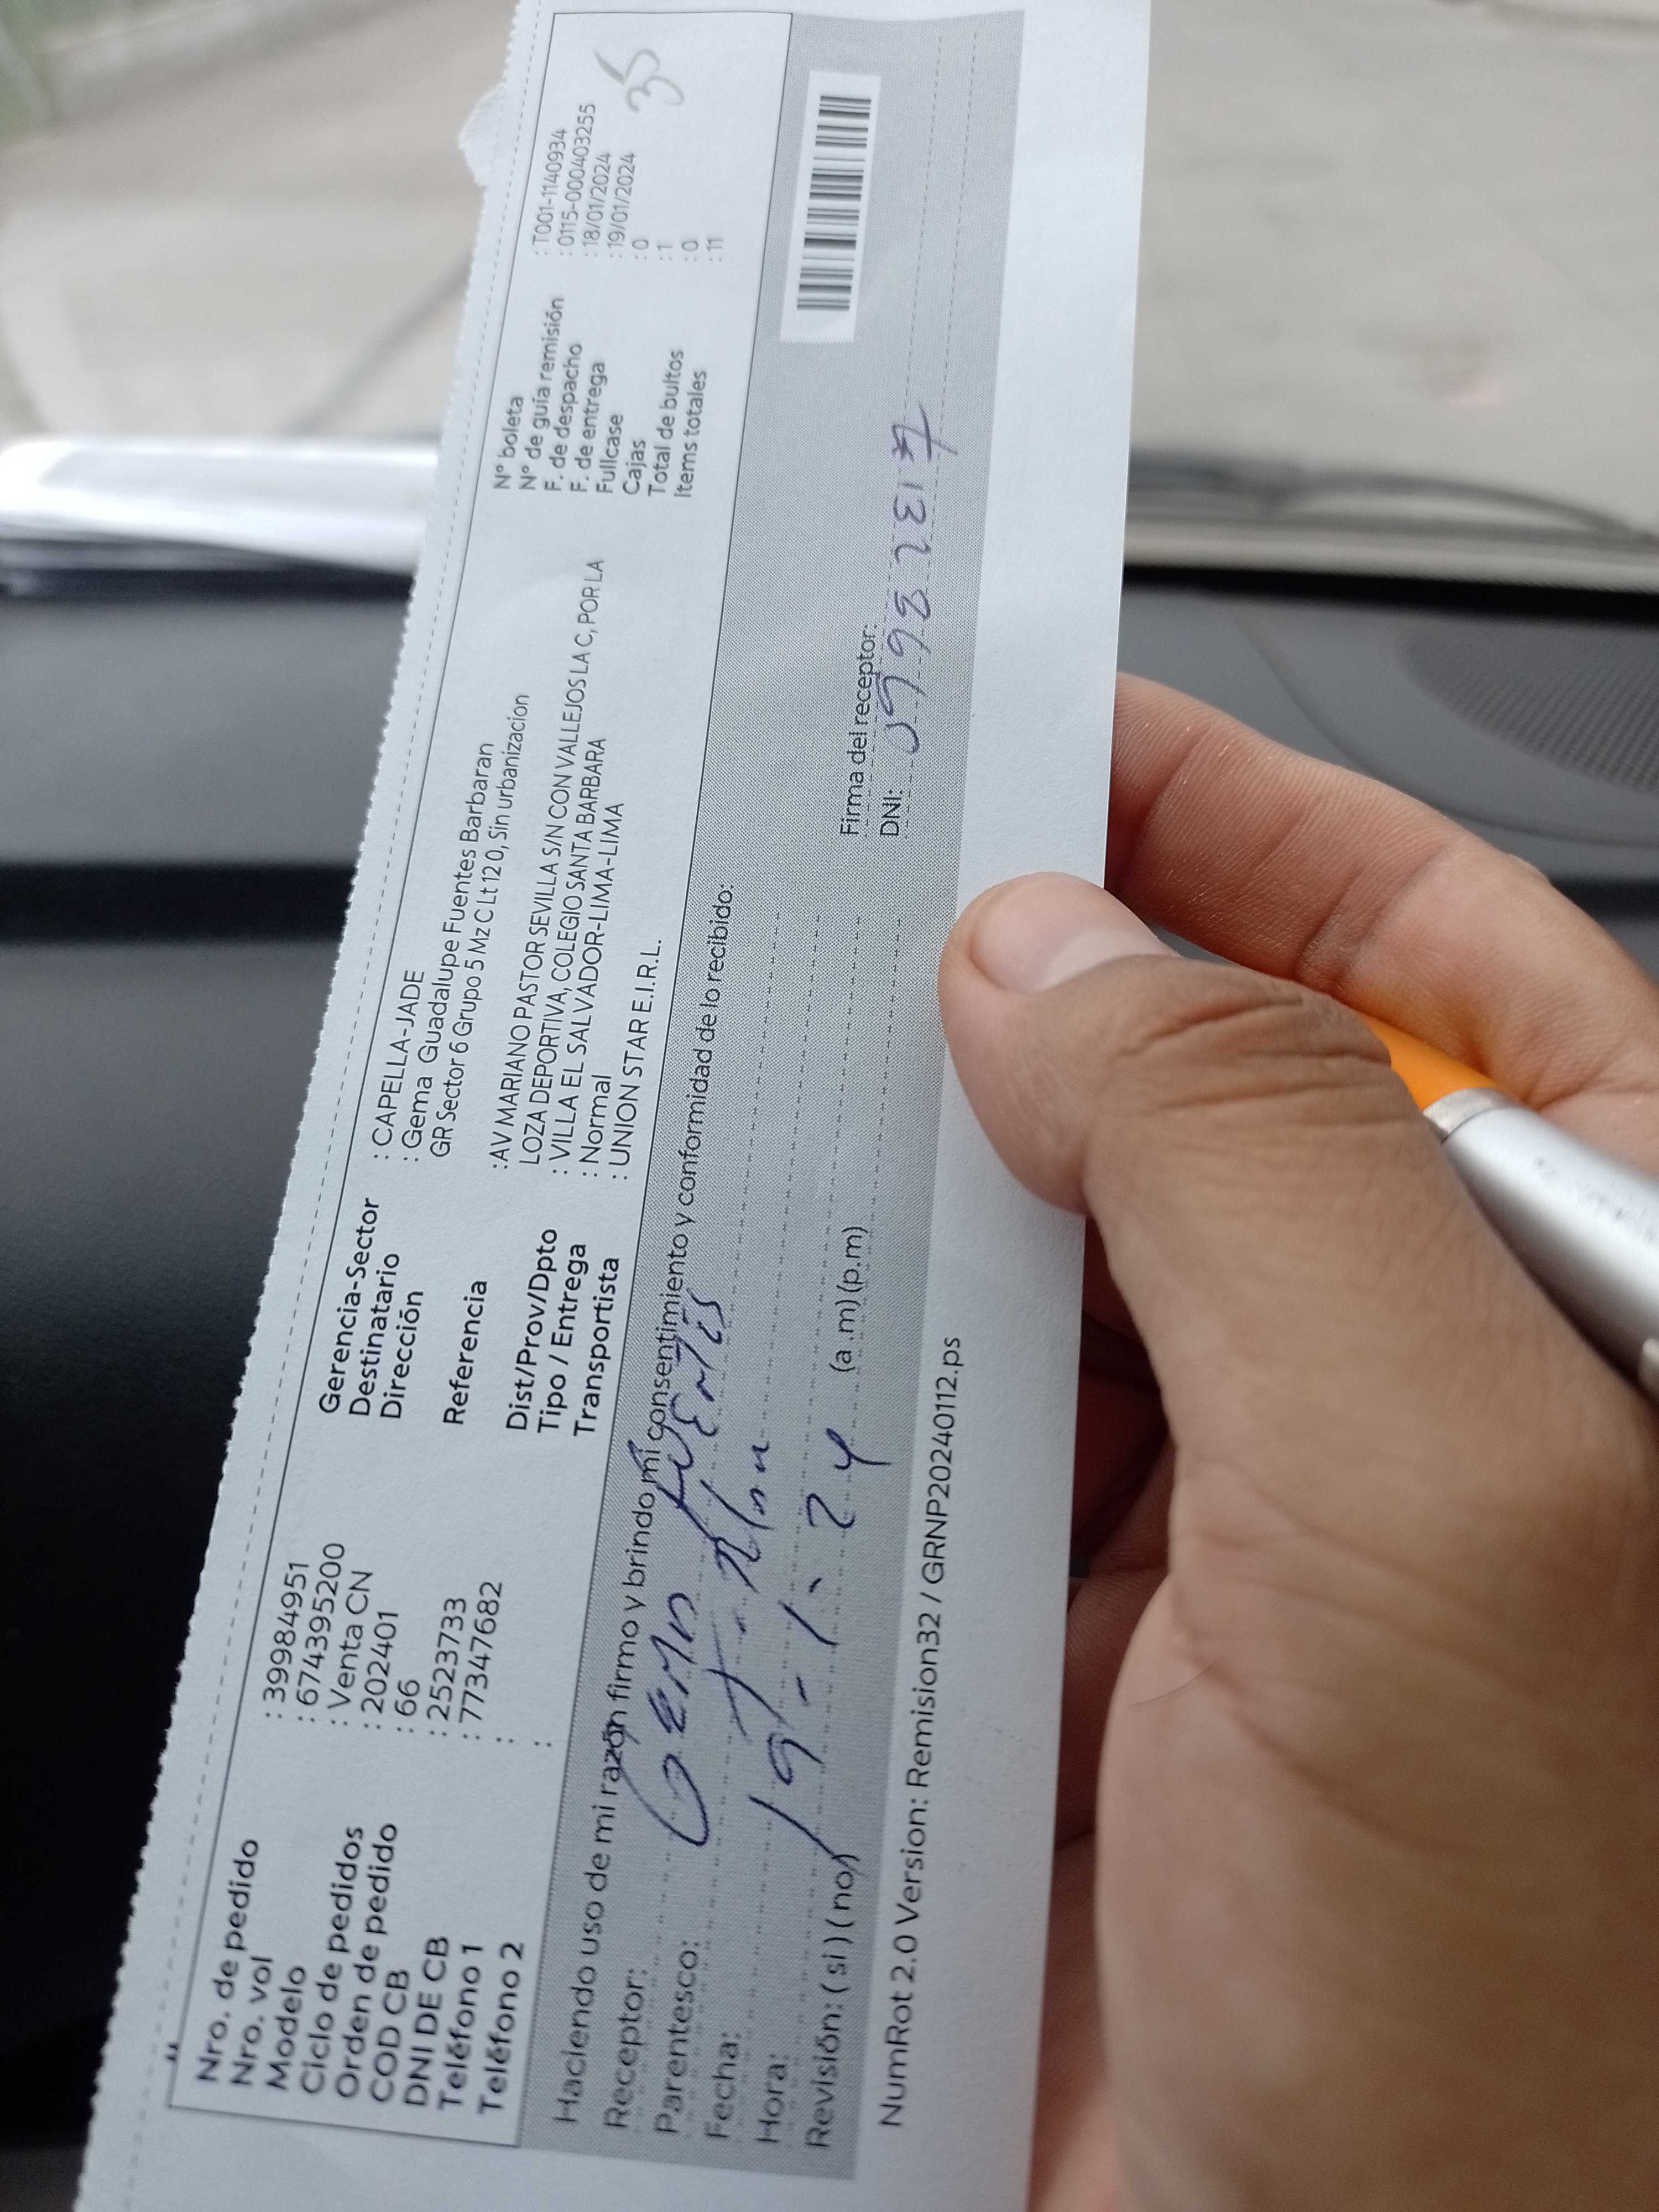 Nro. de pedido : 39984951
Nro. vol : 674395200
Modelo : Venta CN
Ciclo de pedidos : 202401
Orden de pedido : 66
COD CB : 2523733
DNI DE CB : 77347682
Teléfono 1 :
Teléfono 2 :
Gerencia-Sector : CAPELLA-JADE
Destinatario : Gema Guadalupe Fuentes Barbaran
Dirección GR Sector 6 Grupo 5 Mz C Lt 12 0, Sin urbanizacion
Referencia :AV MARIANO PASTOR SEVILLA S/N CON VALLEJOS LA C, POR LA
LOZA DEPORTIVA, COLEGIO SANTA BARBARA
Dist/Prov/Dpto : VILLA EL SALVADOR-LIMA-LIMA
Tipo / Entrega : Normal
Transportista : UNION STAR E.I.R.L.
N° boleta : T001-1140934
N° de guía remisión : 0115-000403255
F. de despacho : 18/01/2024
F. de entrega : 19/01/2024
Fullcase : 0
Cajas : 1
Total de bultos : 0
Items totales : 11
35
Haciendo uso de mi razón firmo y brindo mi consentimiento y conformidad de lo recibido:
Receptor: GEMA FUENTES
Parentesco:
Fecha: 19-1-24
Hora: (a .m) (p.m)
Revisión: ( si ) ( no)
Firma del receptor:
DNI:
NumRot 2.0 Version: Remision32 / GRNP20240112.ps